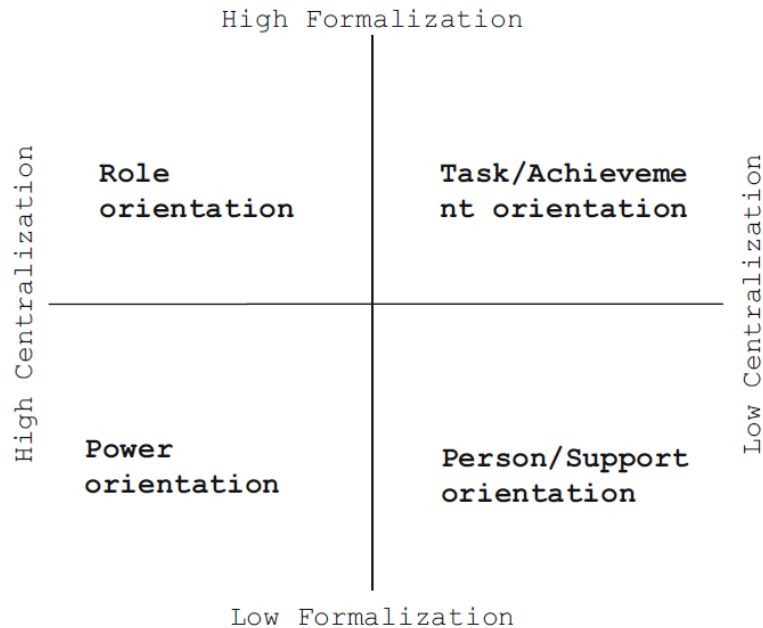 High Formalization
Role
orientation
Task/Achieveme
nt orientation
High Centralization
Low Centralization
Power
orientation
Person/Support
orientation
Low Formalization